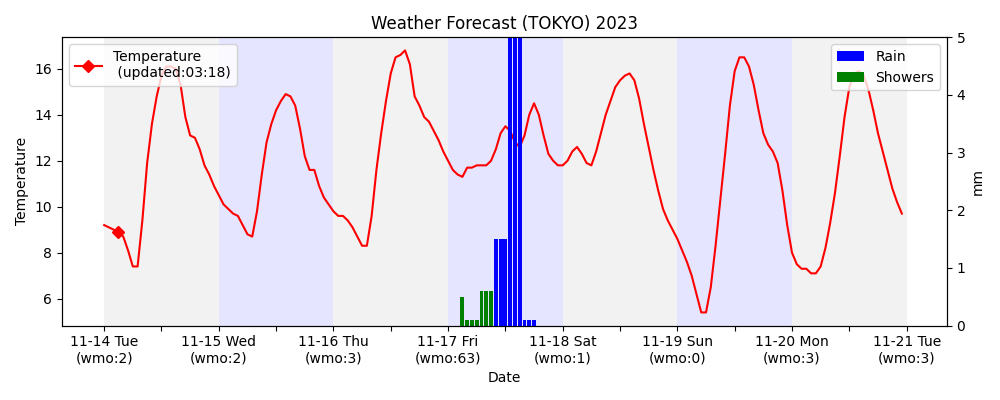 Weather Forecast (TOKYO) 2023
Temperature
(updated:03:18)
Rain
Showers
Temperature
16
14
12
10
8
6
5
4
3
2
1
0
mm
11-14 Tue
(wmo:2)
11-15 Wed
(wmo:2)
11-16 Thu
(wmo:3)
11-17 Fri
(wmo:63)
11-18 Sat
(wmo:1)
11-19 Sun
(wmo:0)
11-20 Mon
(wmo:3)
11-21 Tue
(wmo:3)
Date